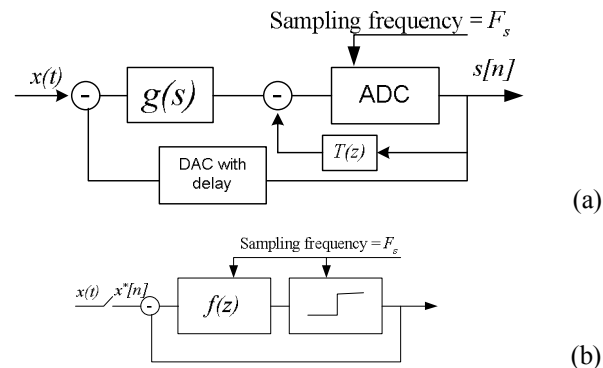 Sampling frequency = F_s
x(t)
s[n]
-
g(s)
-
ADC
T(z)
DAC with
delay
(a)
Sampling frequency = F_s
x(t)
x*[n]
-
f(z)
(b)